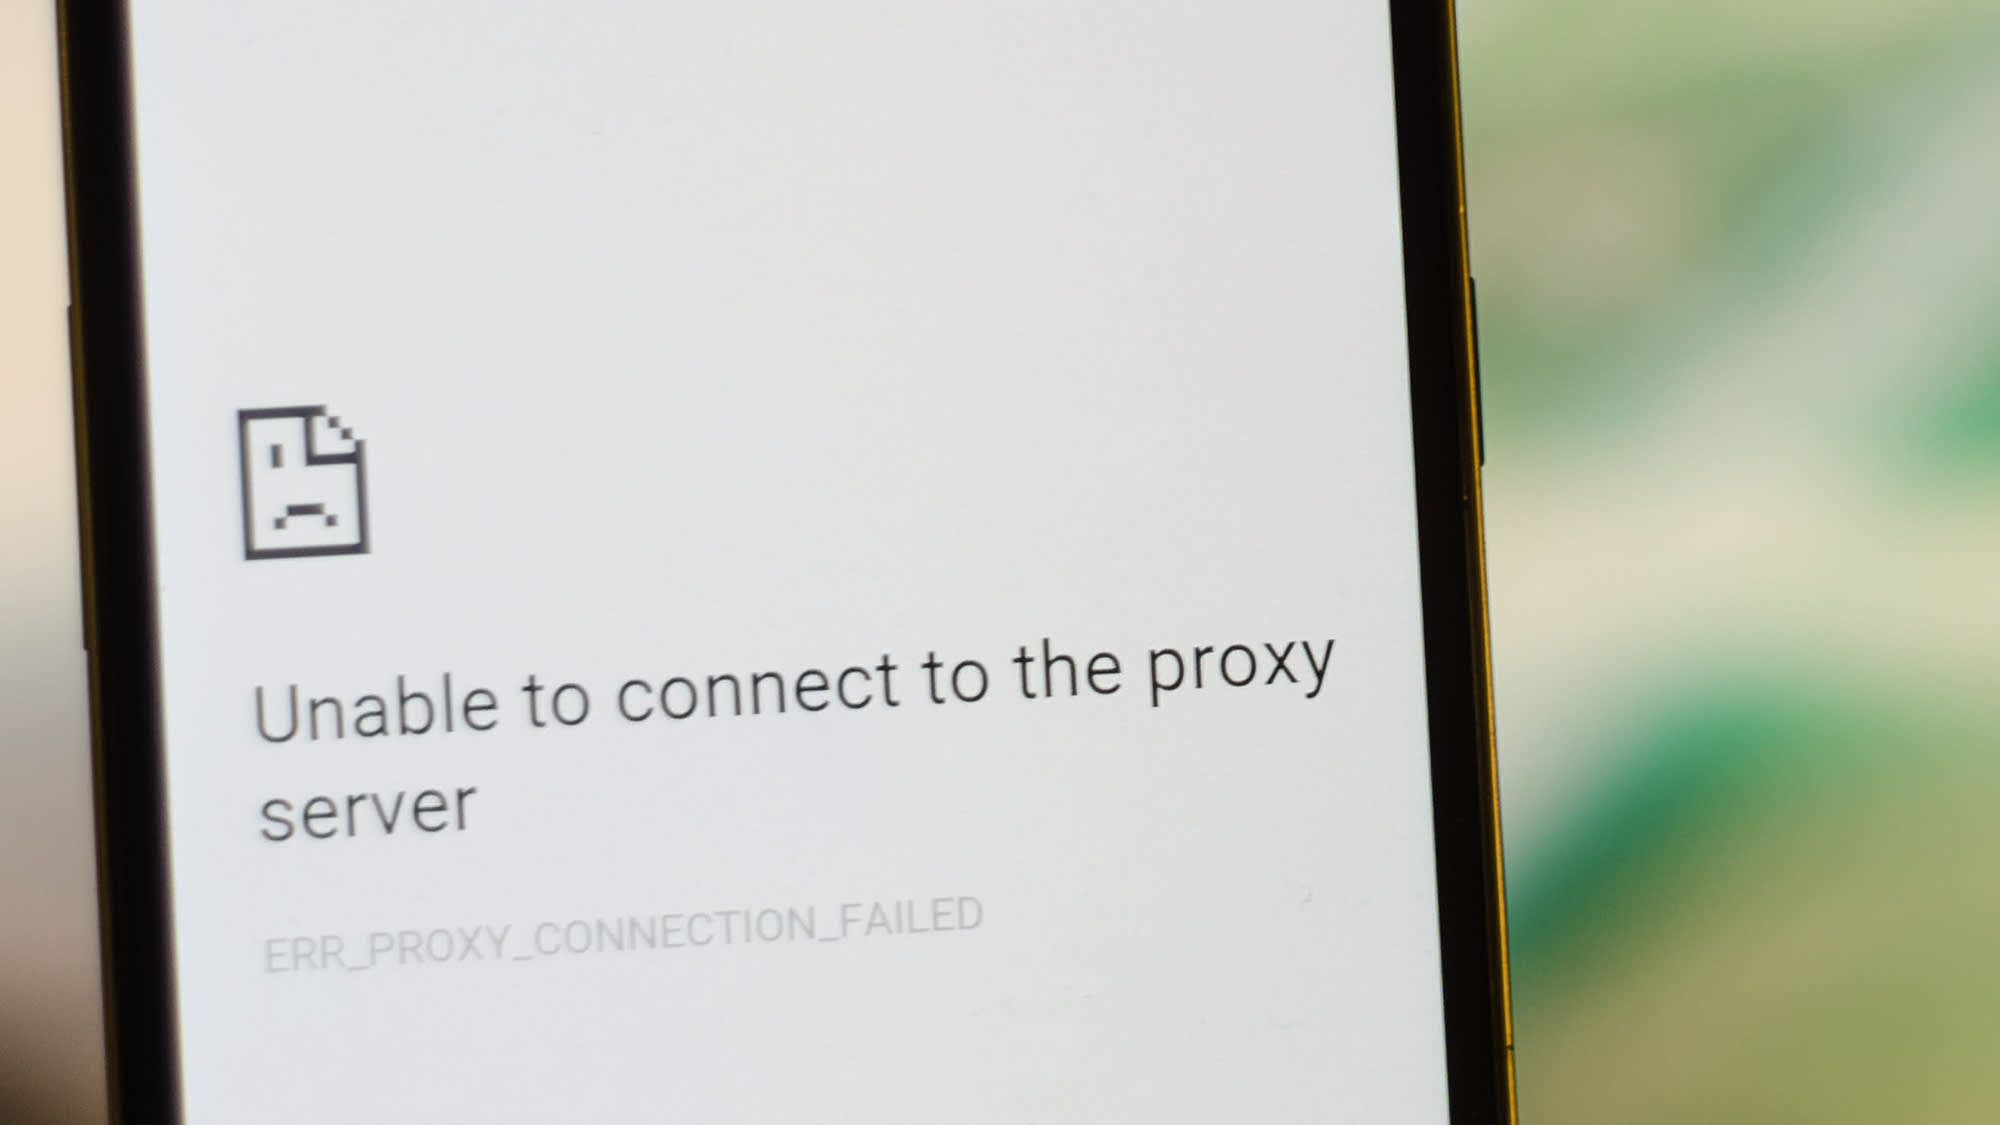 Unable to connect to the proxy
server
ERR_PROXY_CONNECTION_FAILED